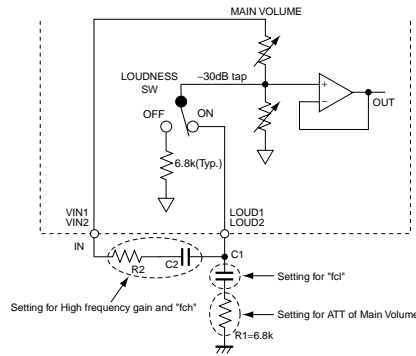 MAIN VOLUME
LOUDNESS
SW
−30dB tap
OFF
ON
+
−
OUT
6.8k(Typ.)
VIN1
VIN2
LOUD1
LOUD2
IN
C1
R2
C2
Setting for "fcl"
Setting for High frequency gain and "fch"
Setting for ATT of Main Volume
R1=6.8k